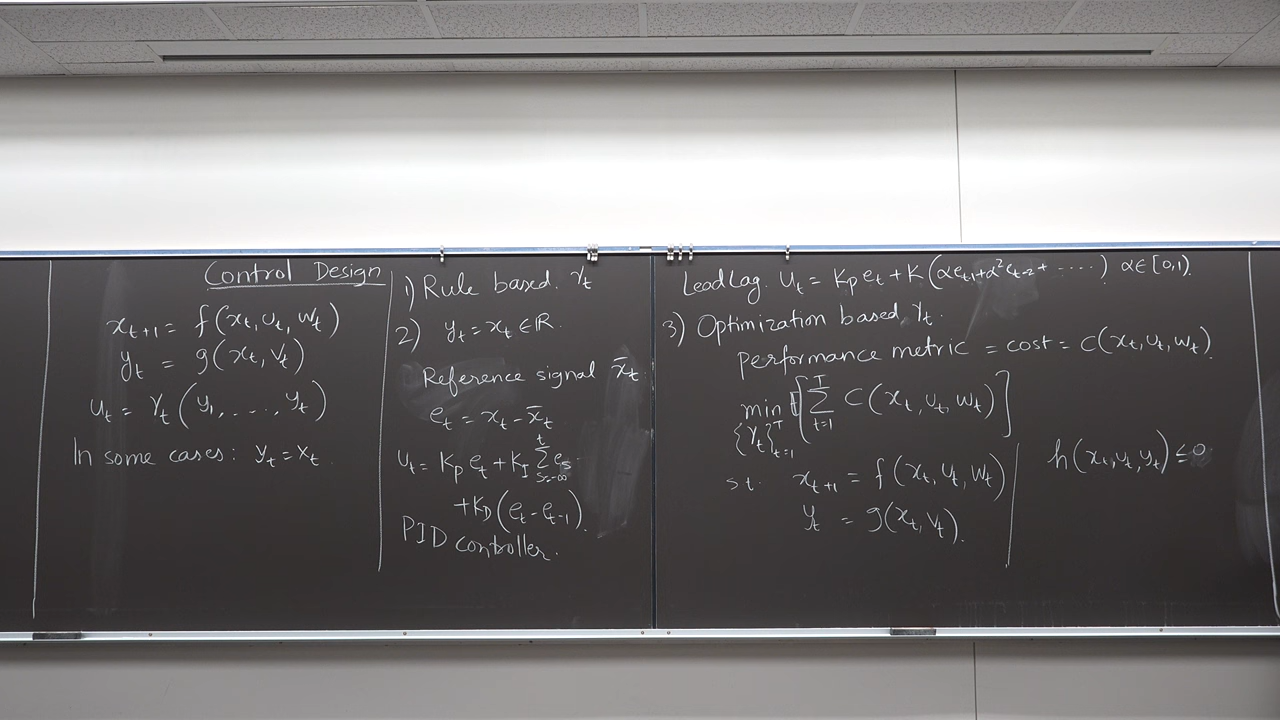 Control Design
x_{t+1} = f(x_t, u_t, w_t)
y_t = g(x_t, v_t)
u_t = γ_t(y_1, ...., y_t)
In some cases: y_t = x_t
1) Rule based. γ_t
2) y_t = x_t ∈ ℝ.
Reference signal x̄_t.
e_t = x_t - x̄_t
u_t = K_P e_t + K_I ∑_{s=-∞}^{t} e_s.
+ K_D (e_t - e_{t-1}).
PID controller.
Lead lag. u_t = K_P e_t + K(αe_{t-1} + α² e_{t-2} + .....) α ∈ [0,1).
3) Optimization based γ_t.
performance metric = cost = c(x_t, u_t, w_t).
min_{{γ_t}_{t=1}^{T}} E[∑_{t=1}^{T} c(x_t, u_t, w_t)]
s.t. x_{t+1} = f(x_t, u_t, w_t)
y_t = g(x_t, v_t).
h(x_t, u_t, y_t) ≤ 0